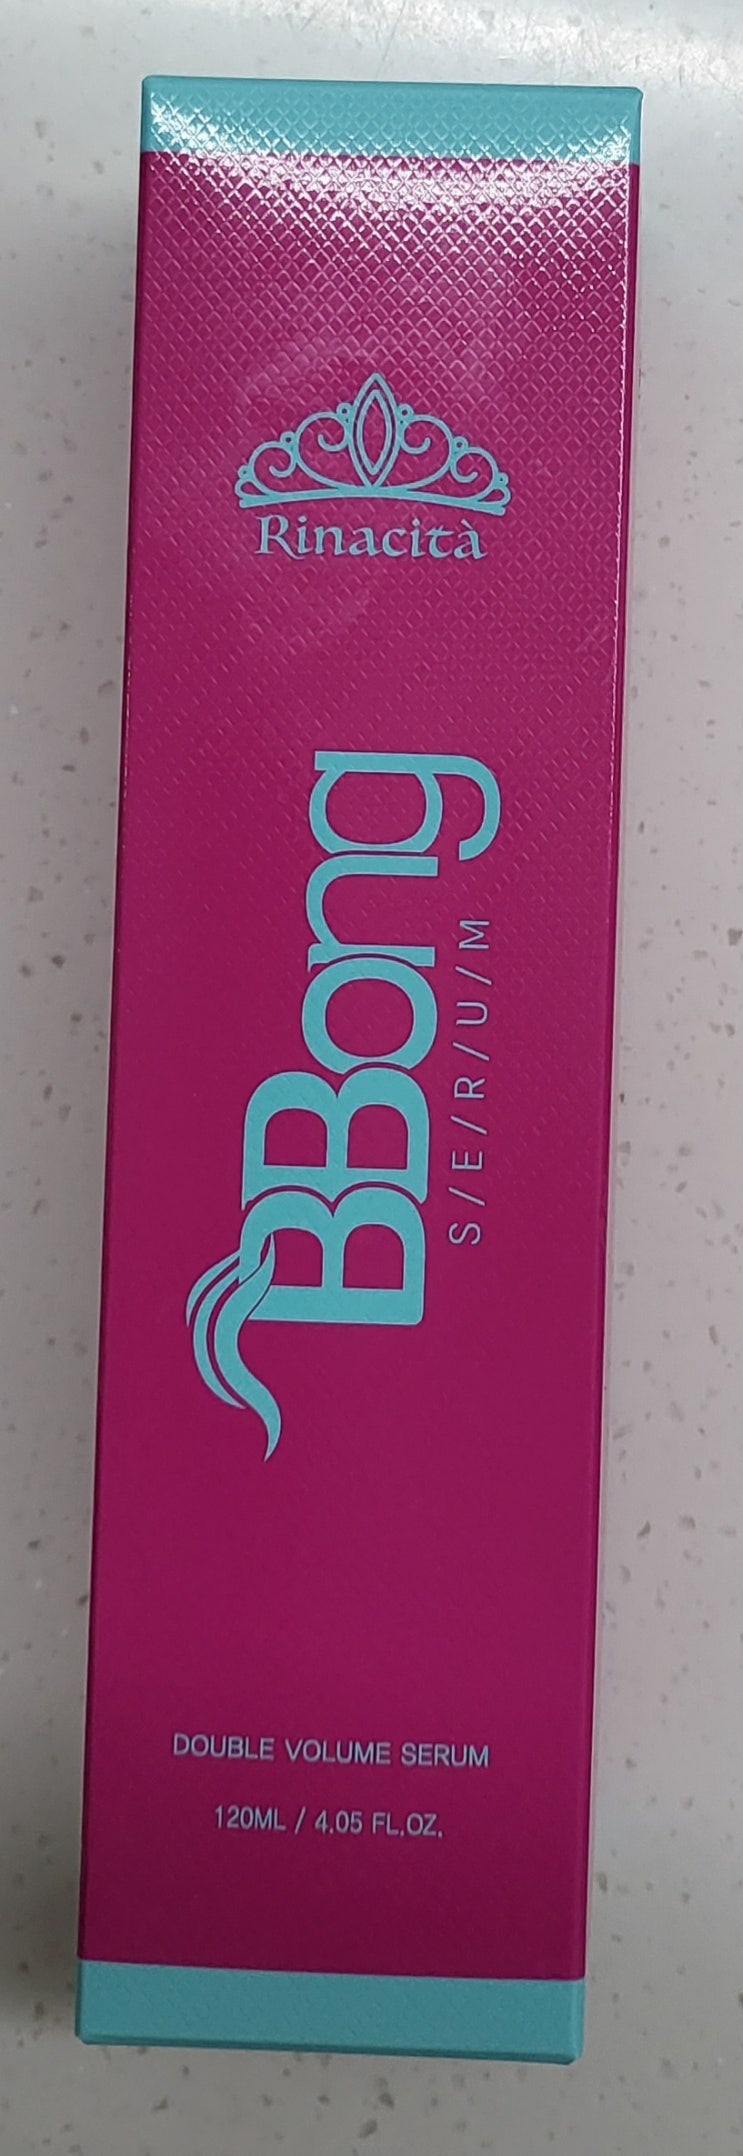 Rinacità
BBong
S/E/R/U/M
DOUBLE VOLUME SERUM
120ML / 4.05 FL.OZ.